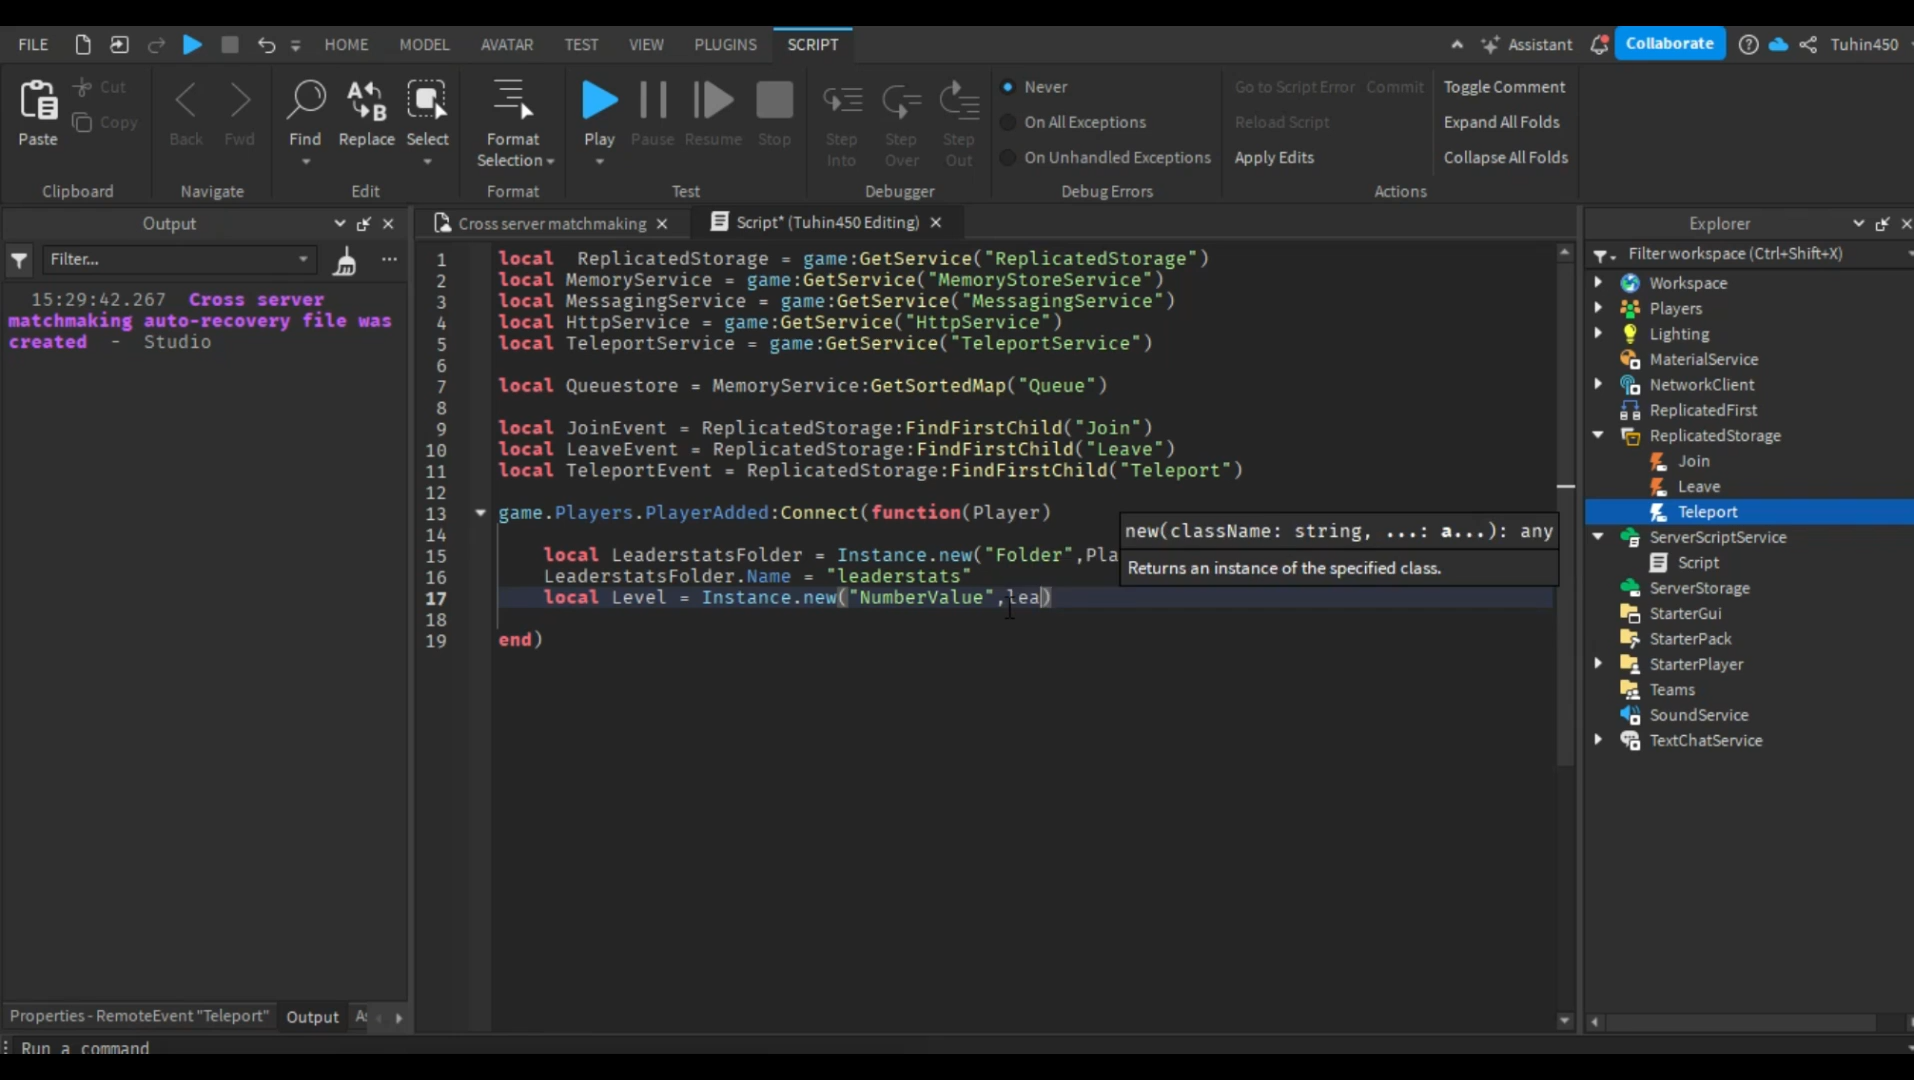 FILE HOME MODEL AVATAR TEST VIEW PLUGINS SCRIPT Assistant Collaborate Tuhin450
Paste Cut Copy Back Fwd Find Replace Select Format Selection Play Pause Resume Stop Step Into Step Over Step Out
Never
On All Exceptions
On Unhandled Exceptions
Go to Script Error Commit
Reload Script
Apply Edits
Toggle Comment
Expand All Folds
Collapse All Folds
Clipboard Navigate Edit Format Test Debugger Debug Errors Actions
Output
Filter...
15:29:42.267 Cross server
matchmaking auto-recovery file was
created - Studio
Cross server matchmaking
Script* (Tuhin450 Editing)
1 local  ReplicatedStorage = game:GetService("ReplicatedStorage")
2 local MemoryService = game:GetService("MemoryStoreService")
3 local MessagingService = game:GetService("MessagingService")
4 local HttpService = game:GetService("HttpService")
5 local TeleportService = game:GetService("TeleportService")
6
7 local Queuestore = MemoryService:GetSortedMap("Queue")
8
9 local JoinEvent = ReplicatedStorage:FindFirstChild("Join")
10 local LeaveEvent = ReplicatedStorage:FindFirstChild("Leave")
11 local TeleportEvent = ReplicatedStorage:FindFirstChild("Teleport")
12
13 game.Players.PlayerAdded:Connect(function(Player)
14
15 local LeaderstatsFolder = Instance.new("Folder",Pla
16 LeaderstatsFolder.Name = "leaderstats"
17 local Level = Instance.new("NumberValue",lea)
18
19 end)
new(className: string, ...: a...): any
Returns an instance of the specified class.
Explorer
Filter workspace (Ctrl+Shift+X)
Workspace
Players
Lighting
MaterialService
NetworkClient
ReplicatedFirst
ReplicatedStorage
Join
Leave
Teleport
ServerScriptService
Script
ServerStorage
StarterGui
StarterPack
StarterPlayer
Teams
SoundService
TextChatService
Properties - RemoteEvent "Teleport" Output
Run a command